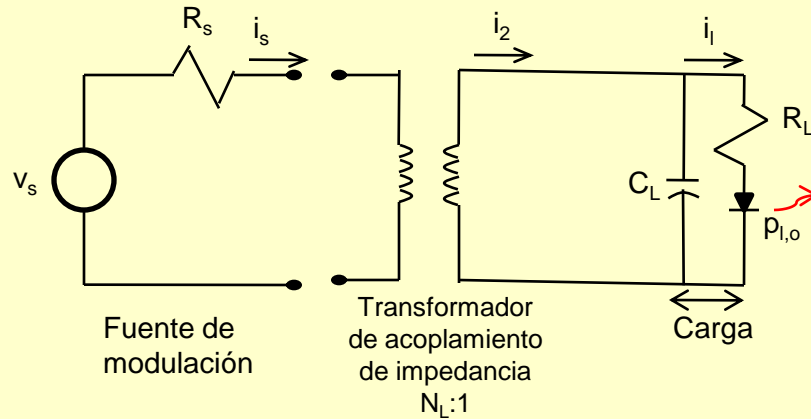 R_s
i_s
i_2
i_l
R_L
v_s
C_L
p_l,o
Fuente de
modulación
Transformador
de acoplamiento
de impedancia
N_L:1
Carga